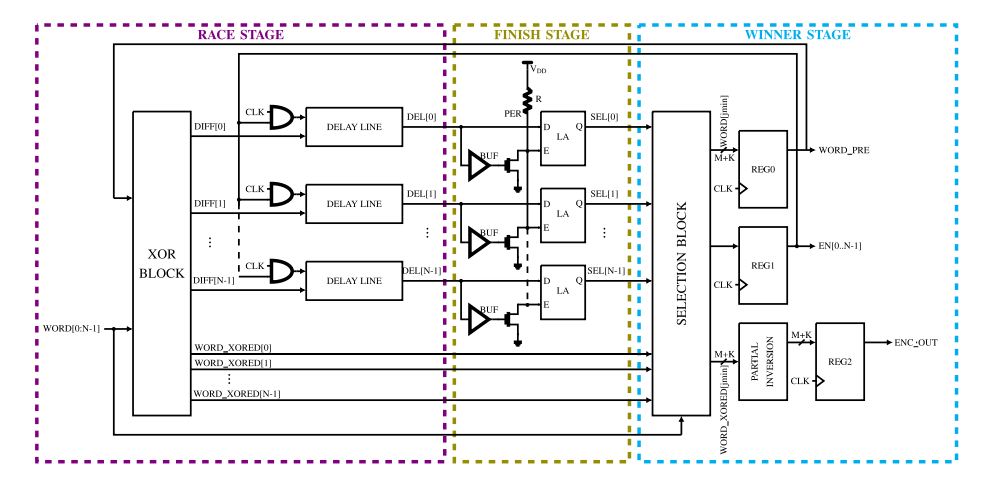 RACE STAGE
FINISH STAGE
WINNER STAGE
V_DD
R
PER
CLK
DELAY LINE
DEL[0]
D
Q
LA
E
SEL[0]
DIFF[0]
BUF
WORD[jmin]
M+K
REG0
CLK
WORD_PRE
CLK
DELAY LINE
DEL[1]
D
Q
LA
E
SEL[1]
DIFF[1]
BUF
...
...
...
XOR
BLOCK
SELECTION BLOCK
REG1
CLK
EN[0..N-1]
CLK
DELAY LINE
DEL[N-1]
D
Q
LA
E
SEL[N-1]
DIFF[N-1]
BUF
WORD[0:N-1]
WORD_XORED[0]
WORD_XORED[1]
...
WORD_XORED[N-1]
M+K
WORD_XORED[jmin]
PARTIAL
INVERSION
M+K
REG2
CLK
ENC_OUT